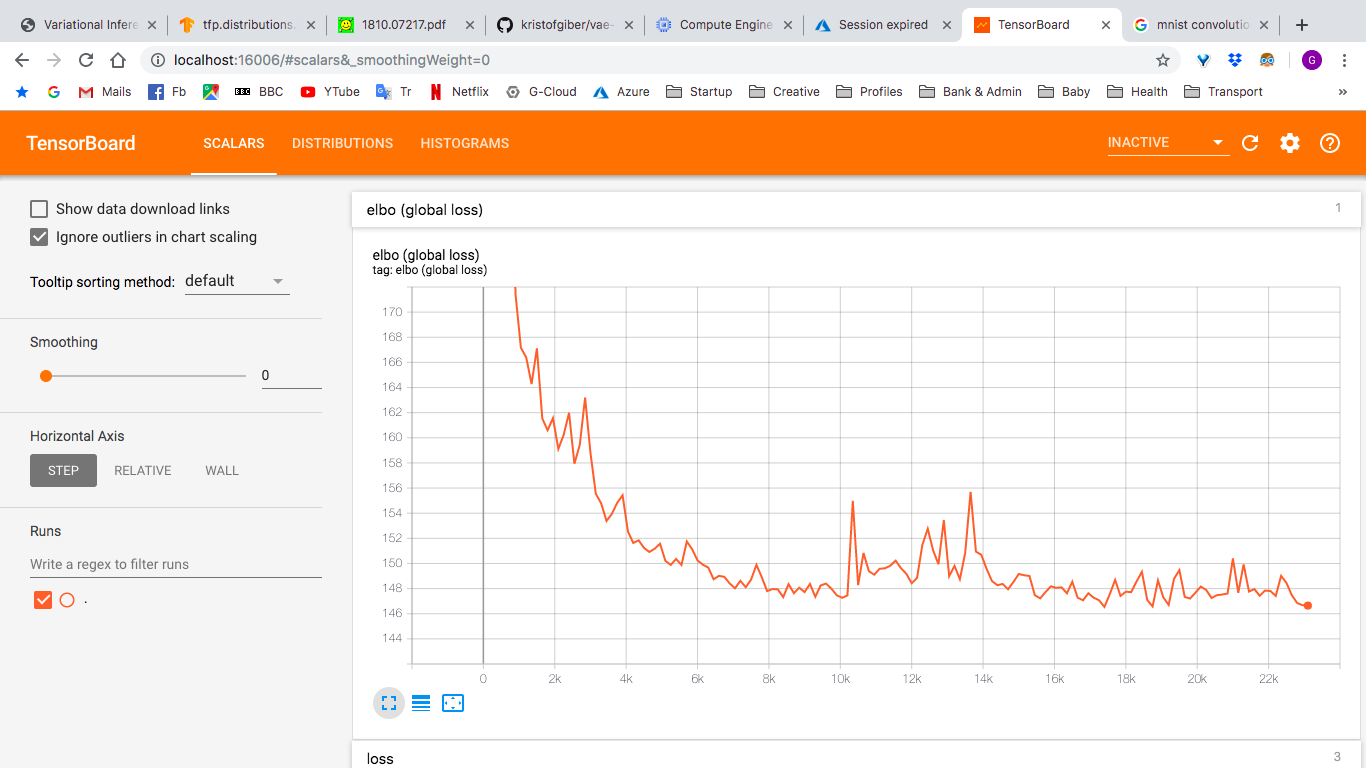 Variational Infere
tfp.distributions.
1810.07217.pdf
kristofgiber/vae-
Compute Engine
Session expired
TensorBoard
mnist convolutio
localhost:16006/#scalars&_smoothingWeight=0
G
Mails
Fb
BBC
BBC
YTube
Tr
Netflix
G-Cloud
Azure
Startup
Creative
Profiles
Bank & Admin
Baby
Health
Transport
»
TensorBoard
SCALARS
DISTRIBUTIONS
HISTOGRAMS
INACTIVE
Show data download links
Ignore outliers in chart scaling
Tooltip sorting method: default
Smoothing
0
Horizontal Axis
STEP
RELATIVE
WALL
Runs
Write a regex to filter runs
.
elbo (global loss)
1
elbo (global loss)
tag: elbo (global loss)
170
168
166
164
162
160
158
156
154
152
150
148
146
144
0
2k
4k
6k
8k
10k
12k
14k
16k
18k
20k
22k
loss
3